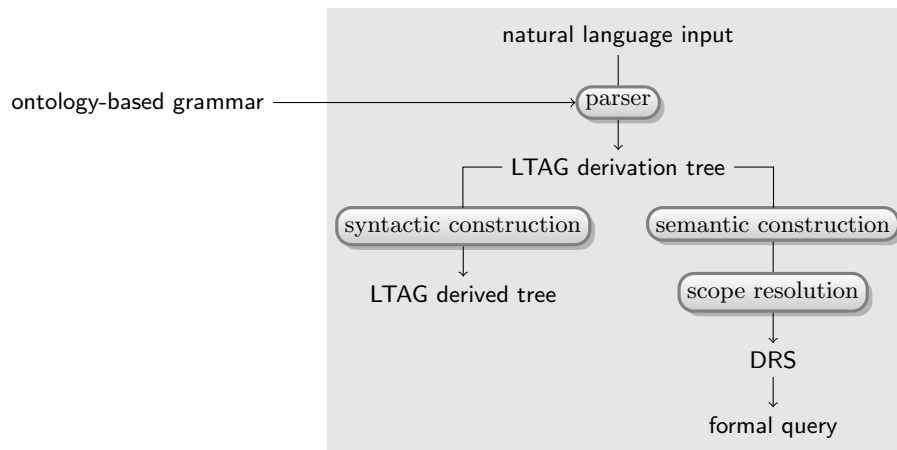 natural language input
ontology-based grammar
parser
LTAG derivation tree
syntactic construction
semantic construction
LTAG derived tree
scope resolution
DRS
formal query